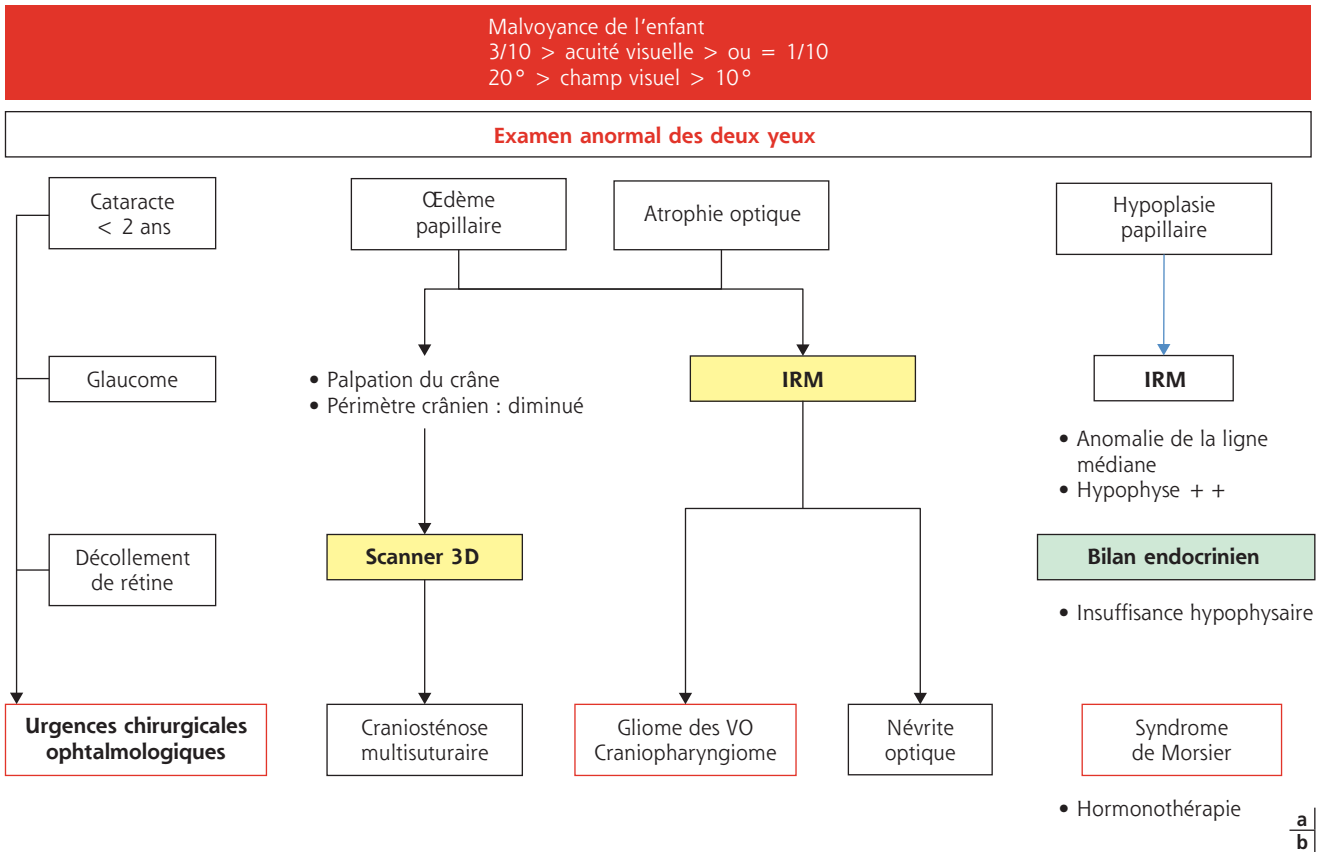 Malvoyance de l'enfant
3/10 > acuité visuelle > ou = 1/10
20° > champ visuel > 10°
Examen anormal des deux yeux
Cataracte
< 2 ans
Œdème
papillaire
Atrophie optique
Hypoplasie
papillaire
Glaucome
• Palpation du crâne
• Périmètre crânien : diminué
IRM
IRM
• Anomalie de la ligne
médiane
• Hypophyse + +
Décollement
de rétine
Scanner 3D
Bilan endocrinien
• Insuffisance hypophysaire
Urgences chirurgicales
ophtalmologiques
Craniosténose
multisuturaire
Gliome des VO
Craniopharyngiome
Névrite
optique
Syndrome
de Morsier
• Hormonothérapie
a
b